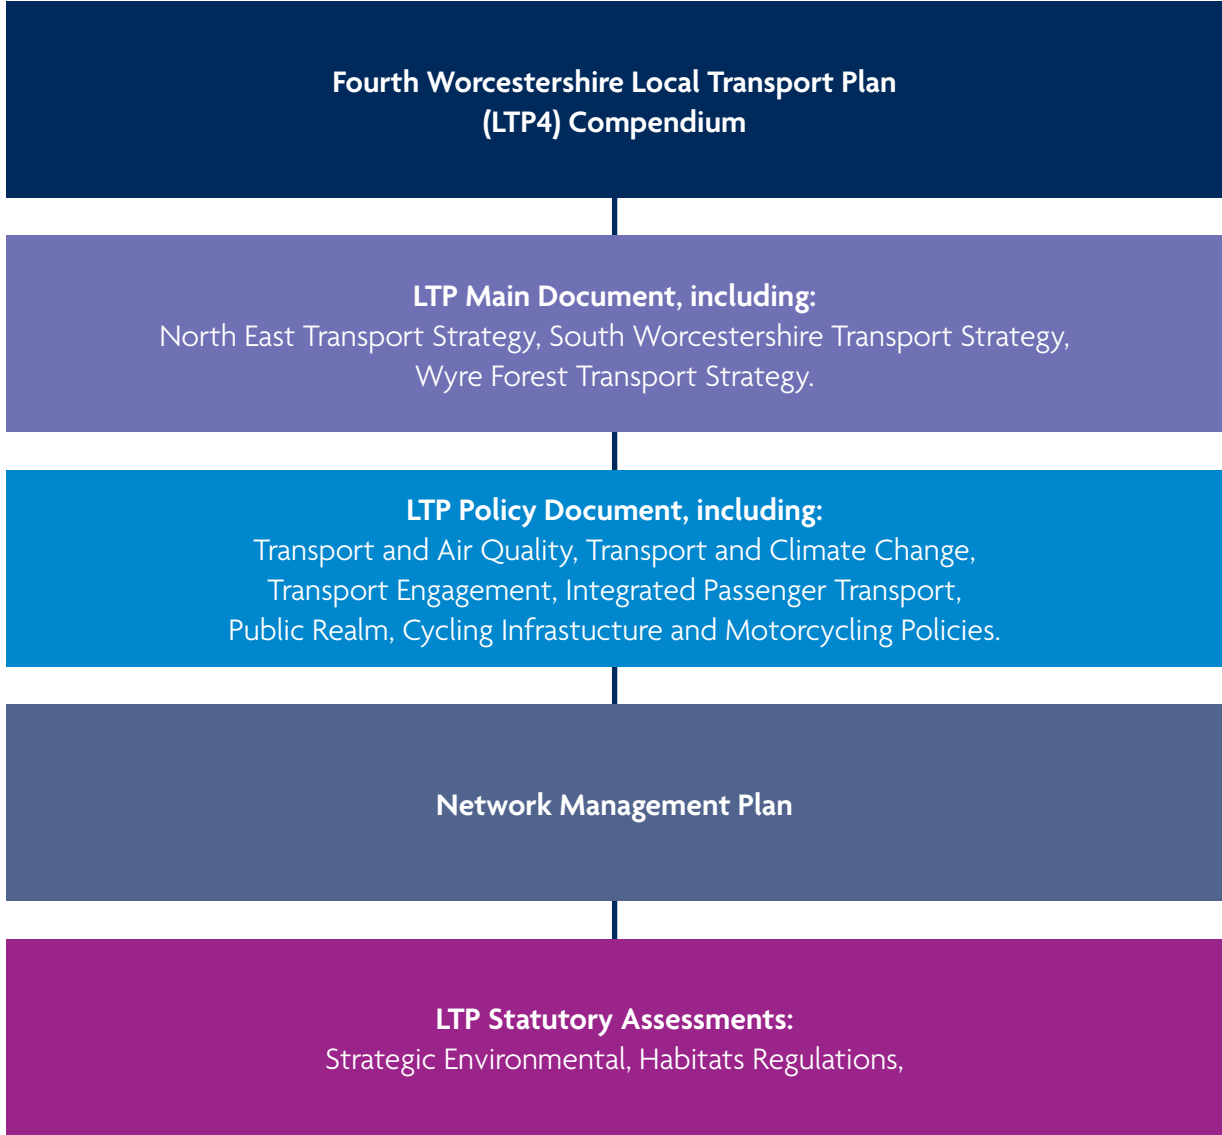 Fourth Worcestershire Local Transport Plan
(LTP4) Compendium
LTP Main Document, including:
North East Transport Strategy, South Worcestershire Transport Strategy,
Wyre Forest Transport Strategy.
LTP Policy Document, including:
Transport and Air Quality, Transport and Climate Change,
Transport Engagement, Integrated Passenger Transport,
Public Realm, Cycling Infrastucture and Motorcycling Policies.
Network Management Plan
LTP Statutory Assessments:
Strategic Environmental, Habitats Regulations,